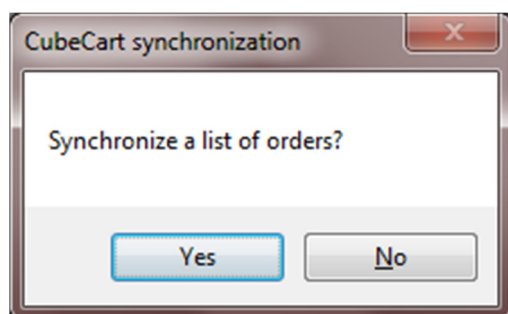 CubeCart synchronization
Synchronize a list of orders?
Yes
No